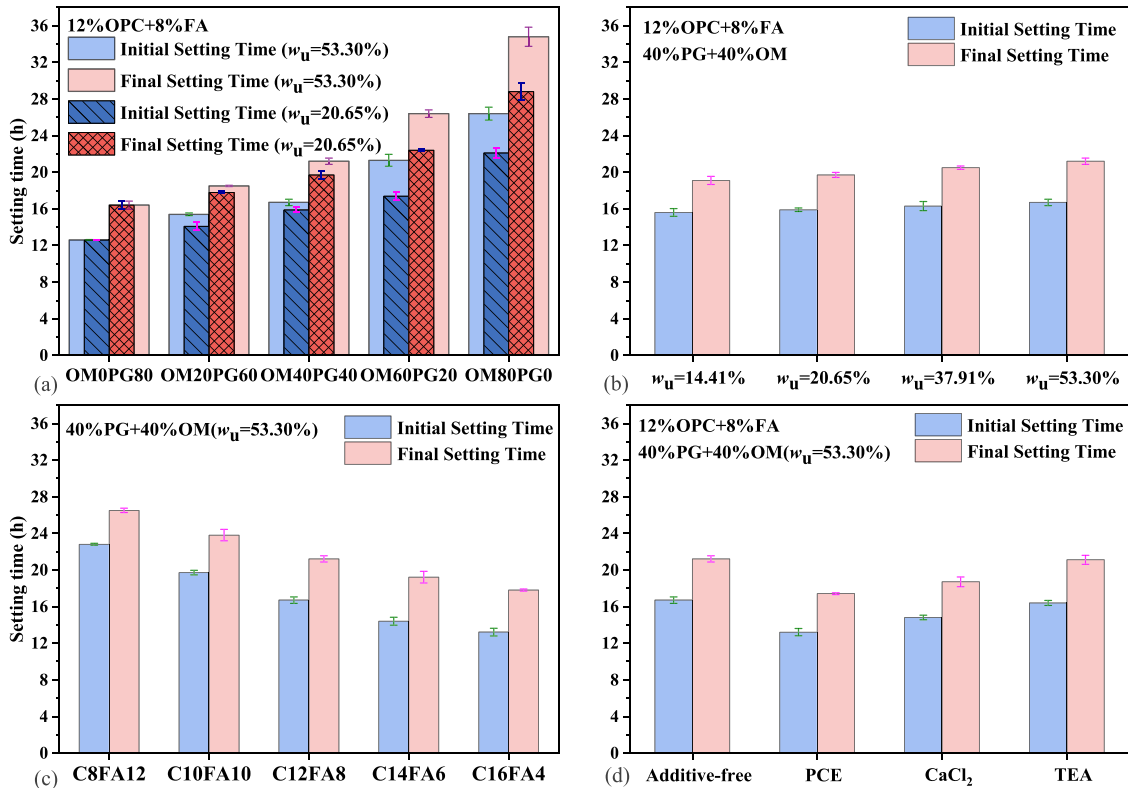 12%OPC+8%FA
Initial Setting Time (wu=53.30%)
Final Setting Time (wu=53.30%)
Initial Setting Time (wu=20.65%)
Final Setting Time (wu=20.65%)
Setting time (h)
36
32
28
24
20
16
12
8
4
0
OM0PG80 OM20PG60 OM40PG40 OM60PG20 OM80PG0
(a)
12%OPC+8%FA
40%PG+40%OM
Initial Setting Time
Final Setting Time
36
32
28
24
20
16
12
8
4
0
wu=14.41% wu=20.65% wu=37.91% wu=53.30%
(b)
40%PG+40%OM(wu=53.30%)
Initial Setting Time
Final Setting Time
Setting time (h)
36
32
28
24
20
16
12
8
4
0
C8FA12 C10FA10 C12FA8 C14FA6 C16FA4
(c)
12%OPC+8%FA
40%PG+40%OM(wu=53.30%)
Initial Setting Time
Final Setting Time
36
32
28
24
20
16
12
8
4
0
Additive-free PCE CaCl2 TEA
(d)